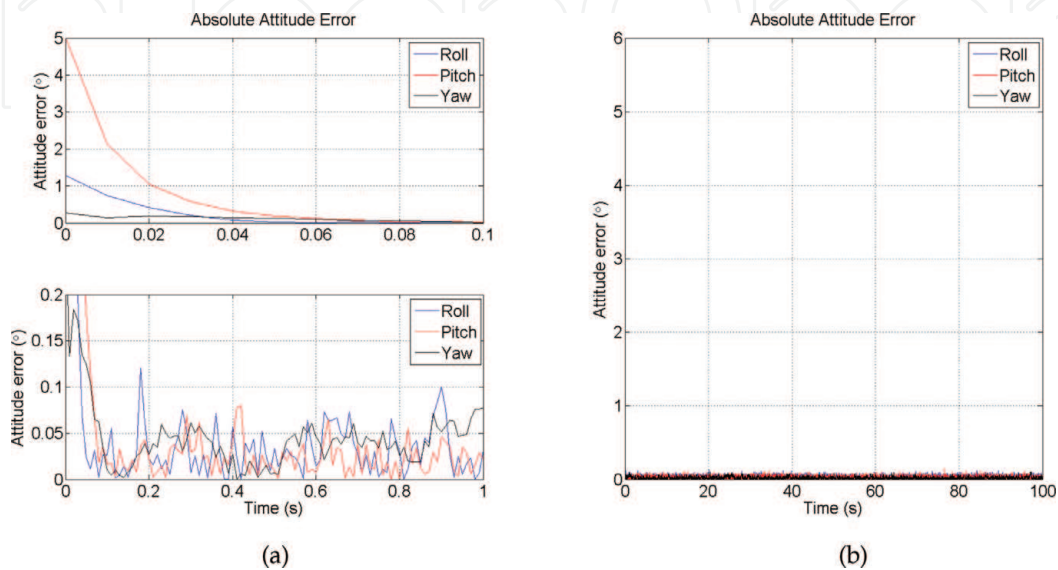 Absolute Attitude Error
Attitude error (°)
5
4
3
2
1
0
0 0.02 0.04 0.06 0.08 0.1
Roll
Pitch
Yaw
Attitude error (°)
0.2
0.15
0.1
0.05
0
0 0.2 0.4 0.6 0.8 1
Time (s)
Roll
Pitch
Yaw
(a)
Absolute Attitude Error
Attitude error (°)
6
5
4
3
2
1
0
0 20 40 60 80 100
Time (s)
Roll
Pitch
Yaw
(b)